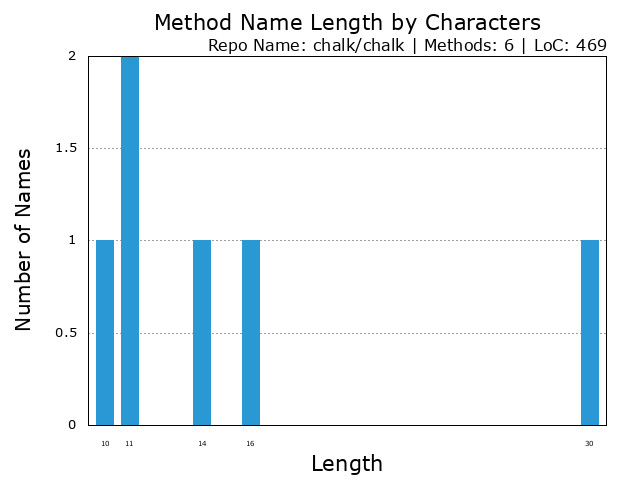 Method Name Length by Characters
Repo Name: chalk/chalk | Methods: 6 | LoC: 469
2
1.5
1
0.5
0
Number of Names
10 11 14 16 30
Length